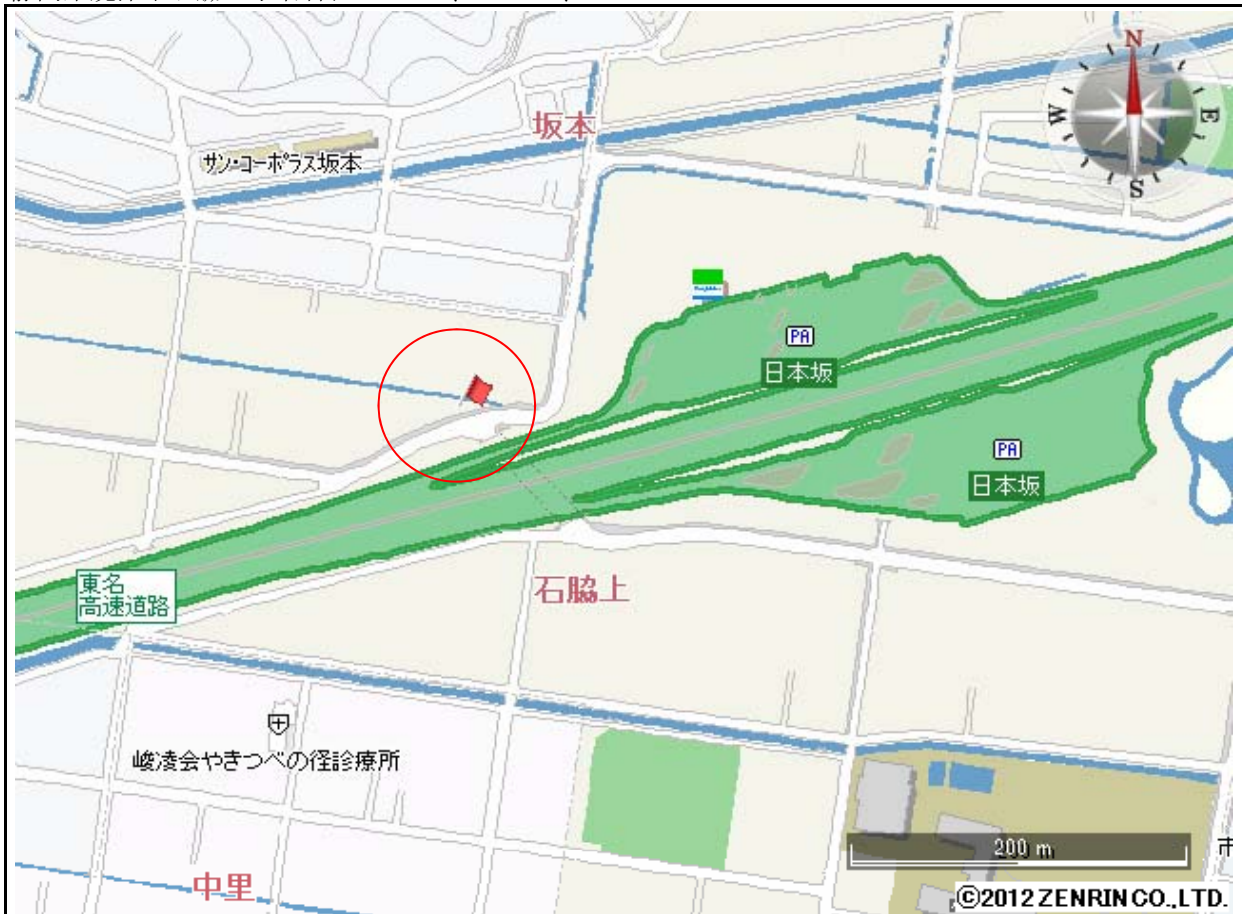 N
W
E
S
坂本
サン・コーポラス坂本
PA
日本坂
PA
日本坂
東名
高速道路
石脇上
峻凌会やきつべの径診療所
中里
200 m
市
©2012 ZENRIN CO., LTD.